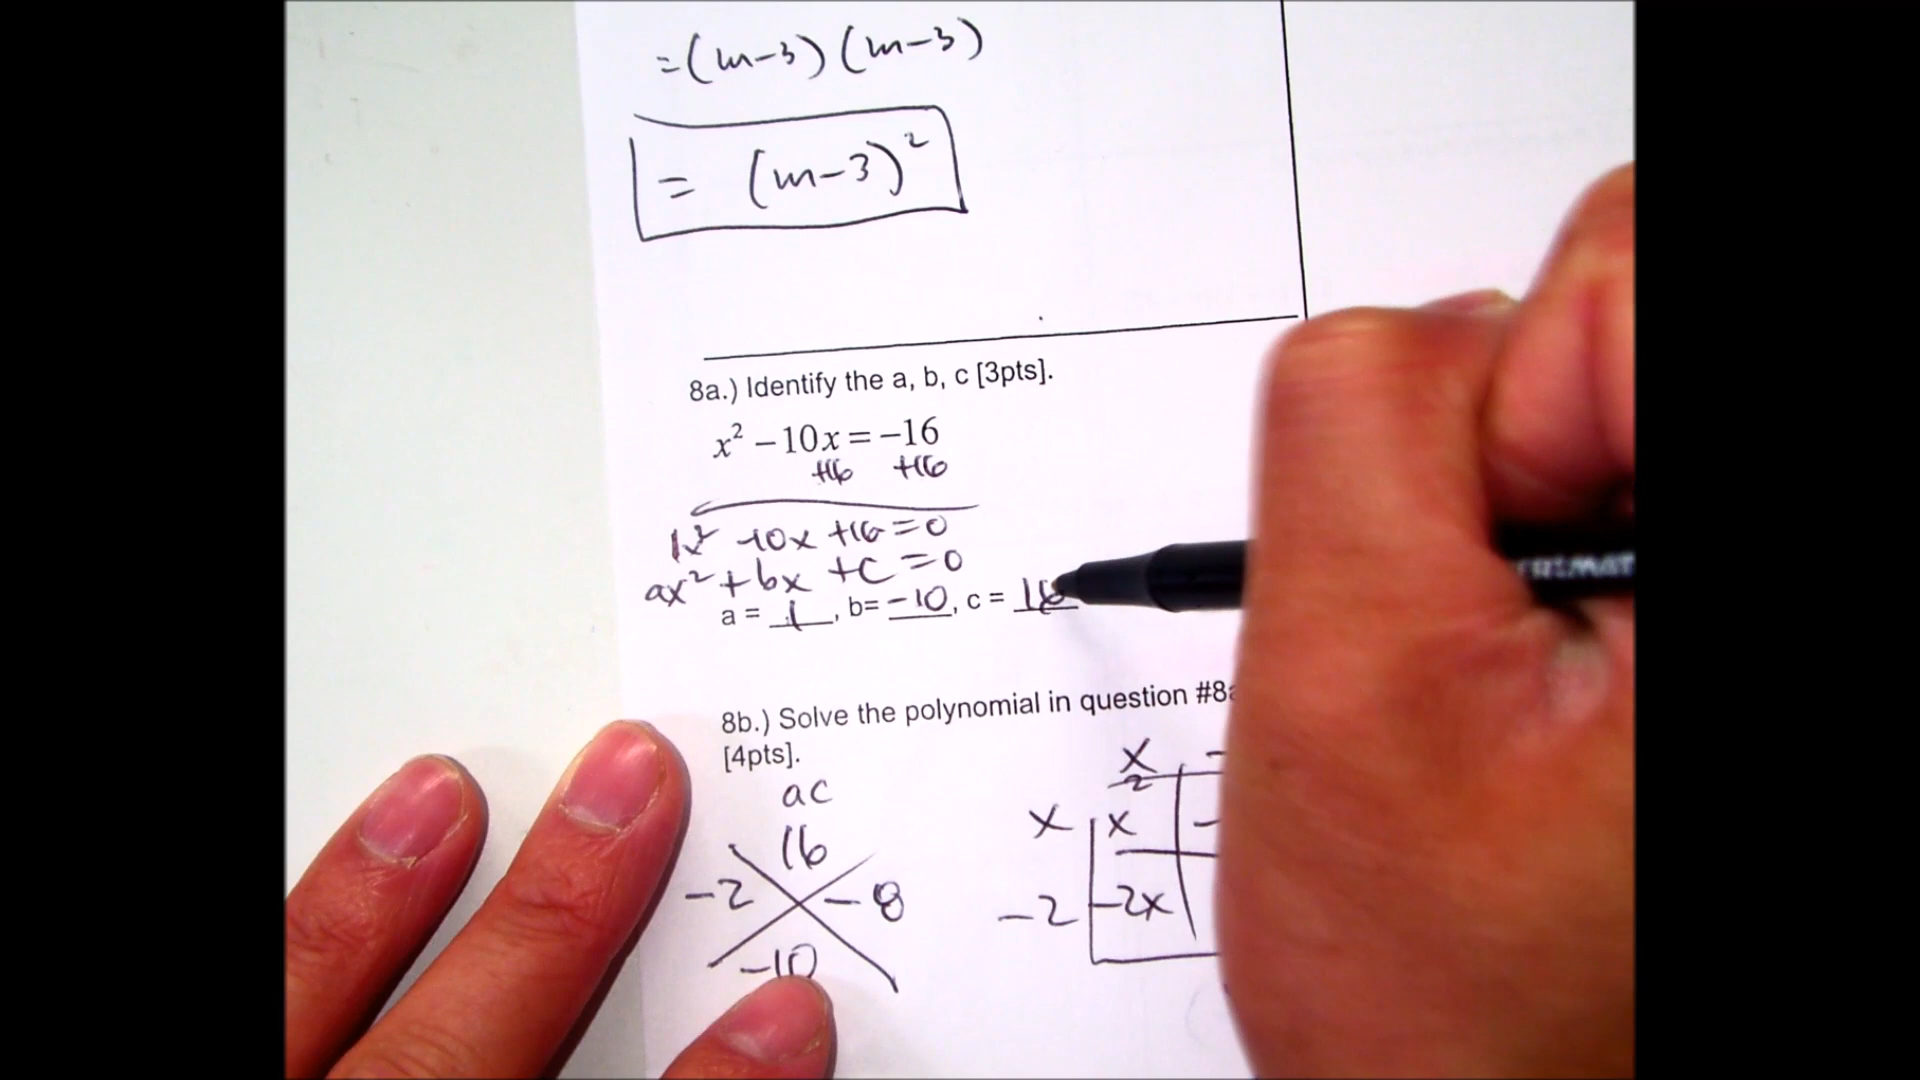 =(m-3)(m-3)
= (m-3)²
8a.) Identify the a, b, c [3pts].
x² – 10x = –16
+16 +16
1x² -10x +16=0
ax² + bx + c = 0
a = 1, b= -10, c = 16
8b.) Solve the polynomial in question #8a
[4pts].
ac
16
-2 -8
-10
x -
x x² -
-2 -2x